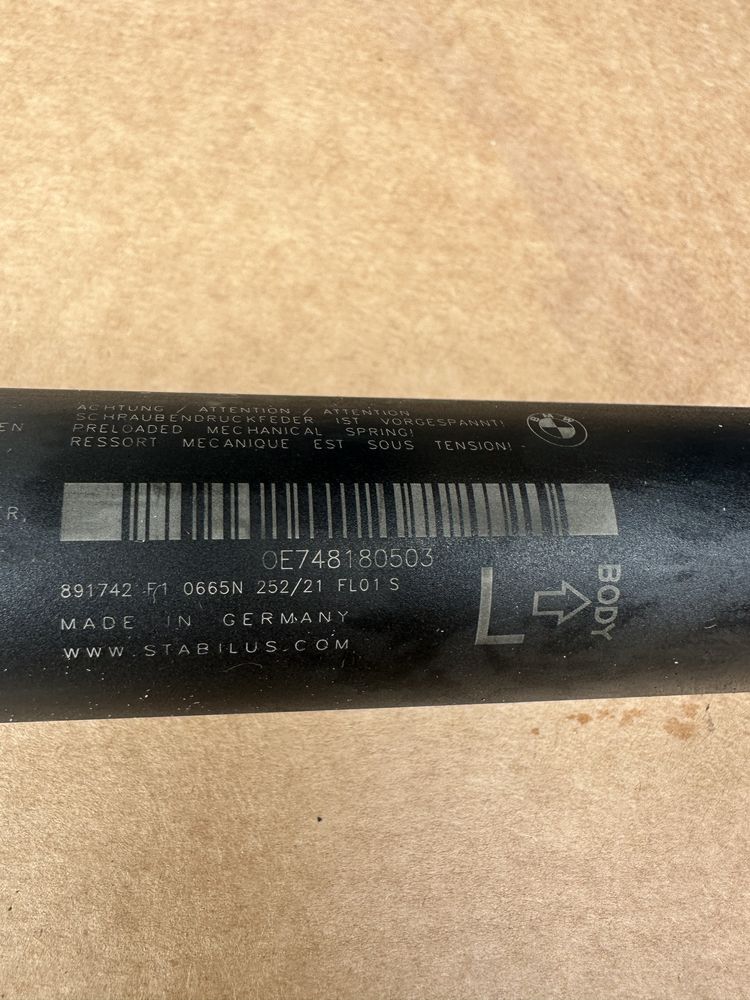 EN
R,
ACHTUNG / ATTENTION / ATTENTION
SCHRAUBENDRUCKFEDER IST VORGESPANNT!
PRELOADED MECHANICAL SPRING!
RESSORT MECANIQUE EST SOUS TENSION!
BMW
0E748180503
891742 F1 0665N 252/21 FL01 S
MADE IN GERMANY
WWW.STABILUS.COM
L
BODY